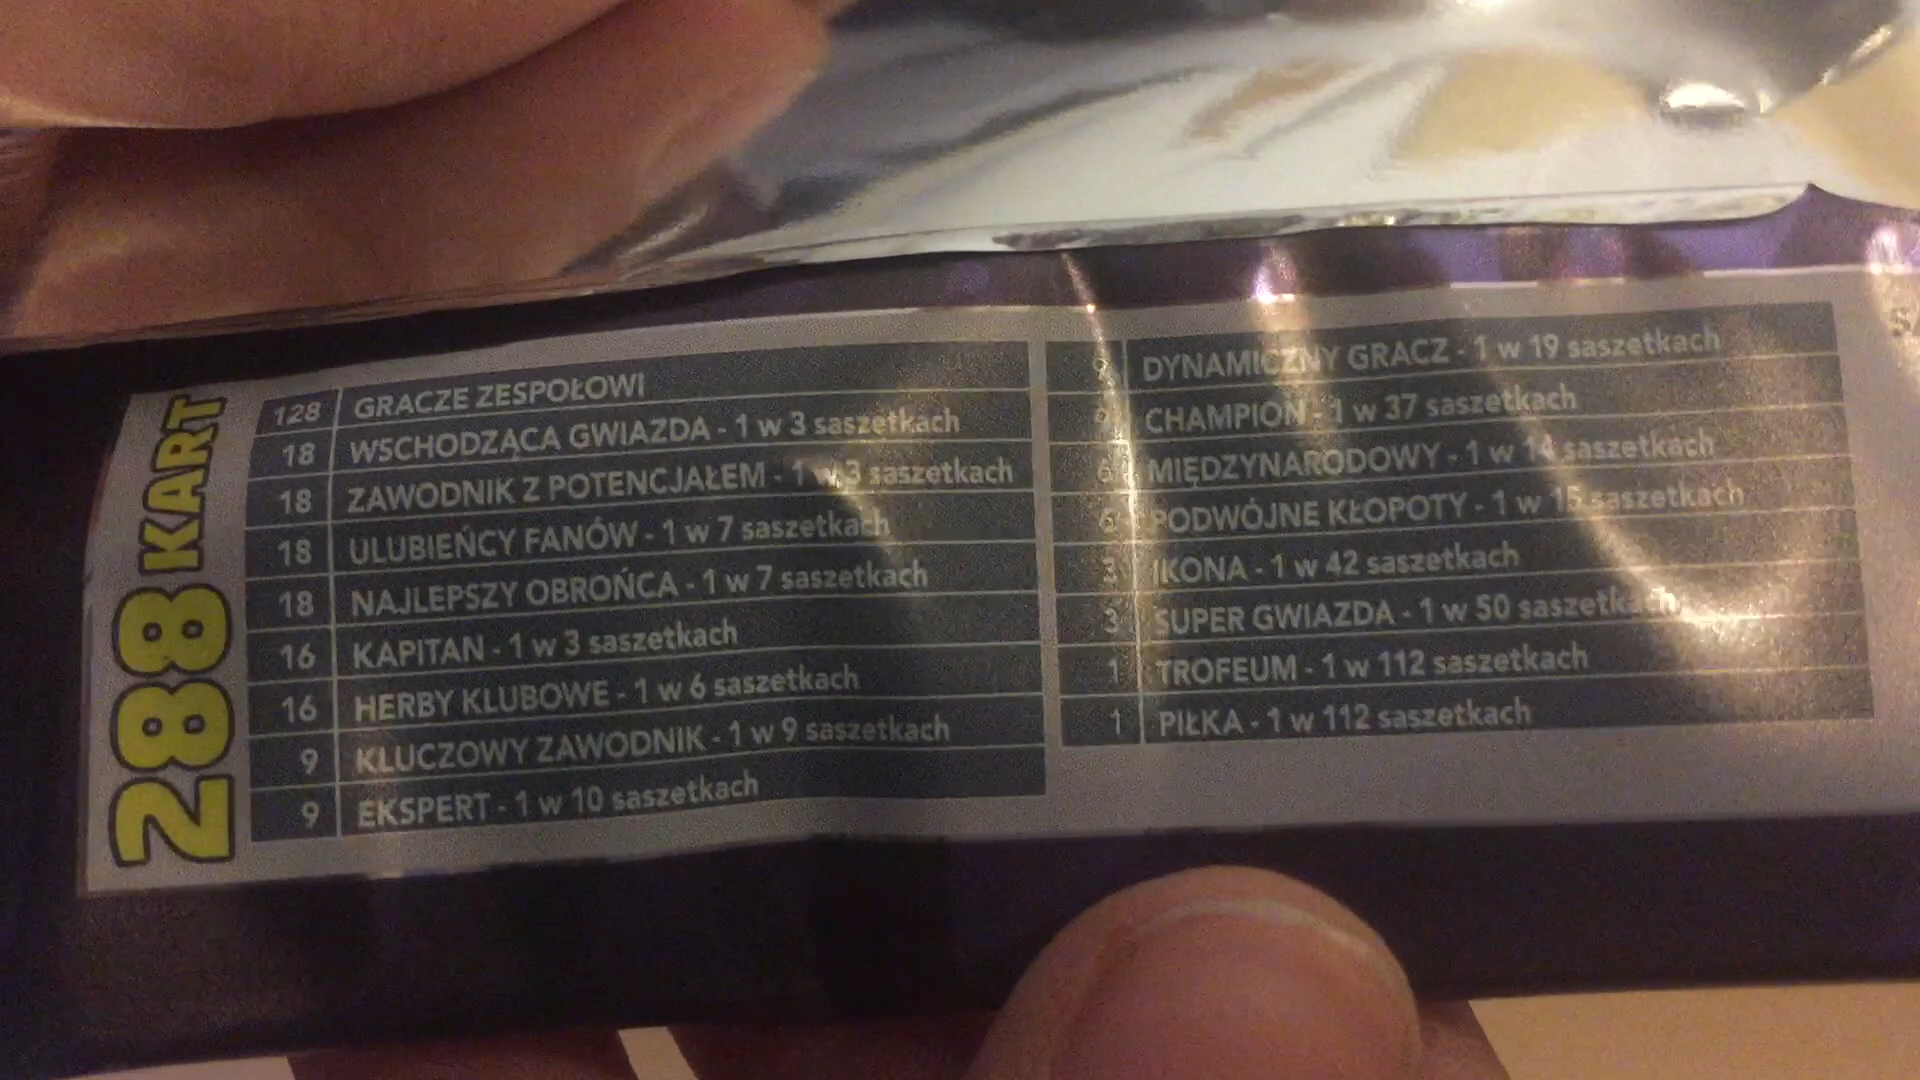 288 KART
128 GRACZE ZESPOŁOWI
18 WSCHODZĄCA GWIAZDA - 1 w 3 saszetkach
18 ZAWODNIK Z POTENCJAŁEM - 1 w 3 saszetkach
18 ULUBIEŃCY FANÓW - 1 w 7 saszetkach
18 NAJLEPSZY OBROŃCA - 1 w 7 saszetkach
16 KAPITAN - 1 w 3 saszetkach
16 HERBY KLUBOWE - 1 w 6 saszetkach
9 KLUCZOWY ZAWODNIK - 1 w 9 saszetkach
9 EKSPERT - 1 w 10 saszetkach
9 DYNAMICZNY GRACZ - 1 w 19 saszetkach
CHAMPION - 1 w 37 saszetkach
6 MIĘDZYNARODOWY - 1 w 14 saszetkach
6 PODWÓJNE KŁOPOTY - 1 w 15 saszetkach
3 IKONA - 1 w 42 saszetkach
3 SUPER GWIAZDA - 1 w 50 saszetkach
1 TROFEUM - 1 w 112 saszetkach
1 PIŁKA - 1 w 112 saszetkach